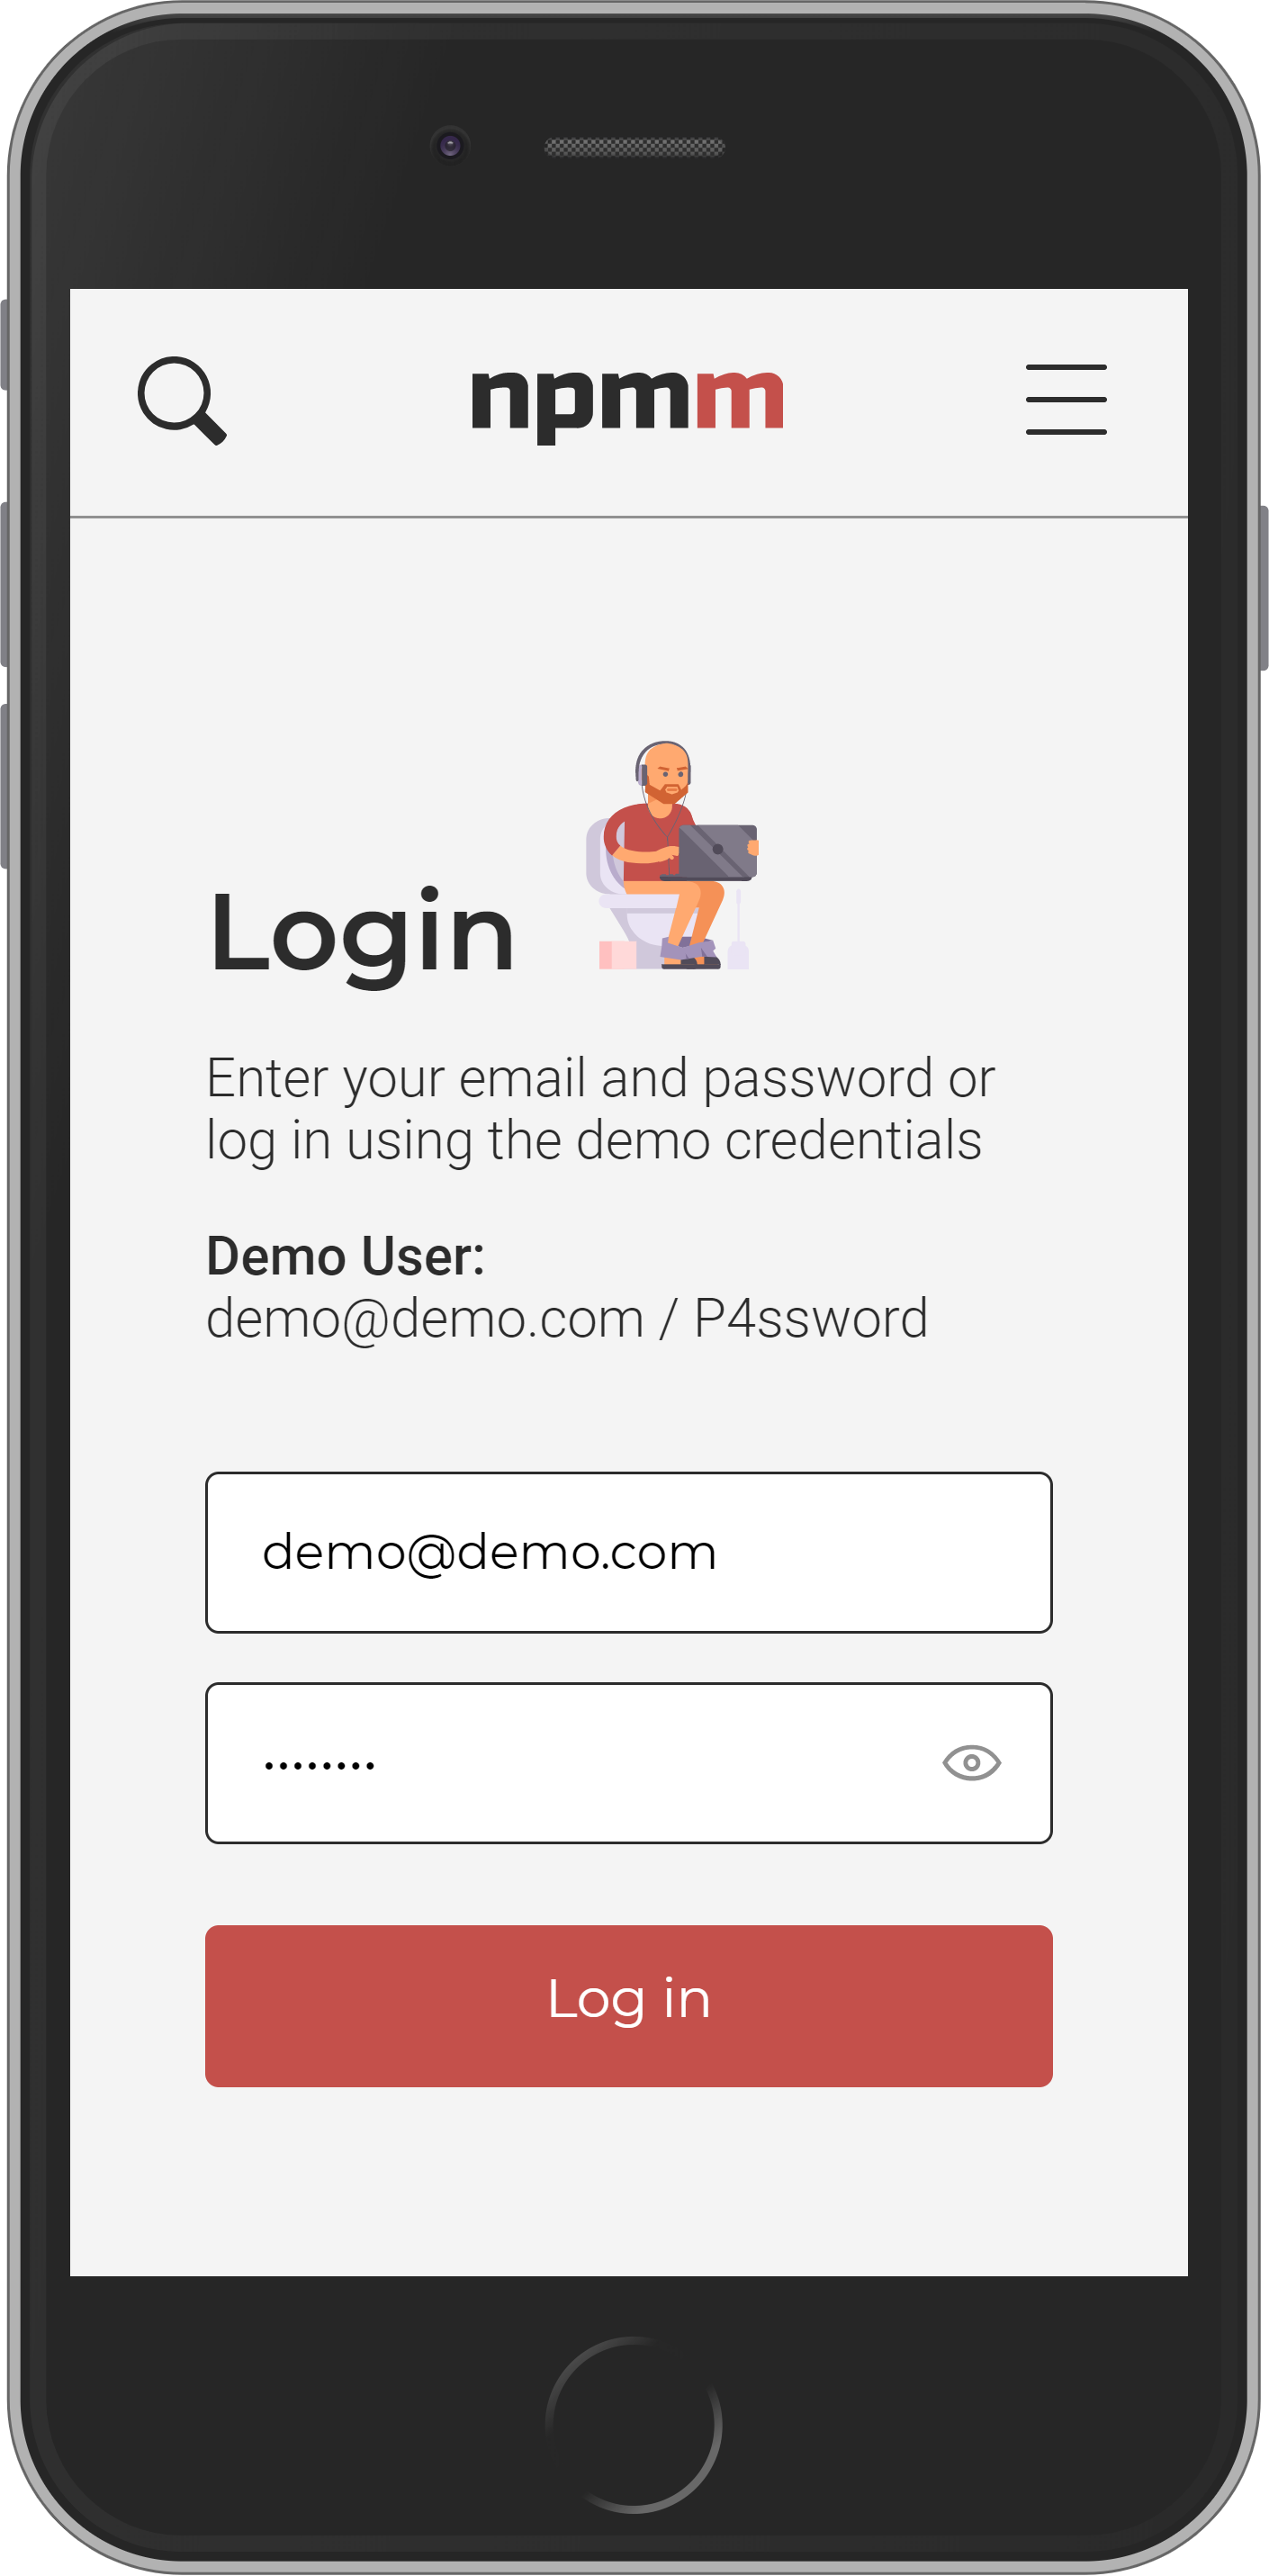 npmm
Login
Enter your email and password or
log in using the demo credentials
Demo User:
demo@demo.com / P4ssword
demo@demo.com
••••••••
Log in